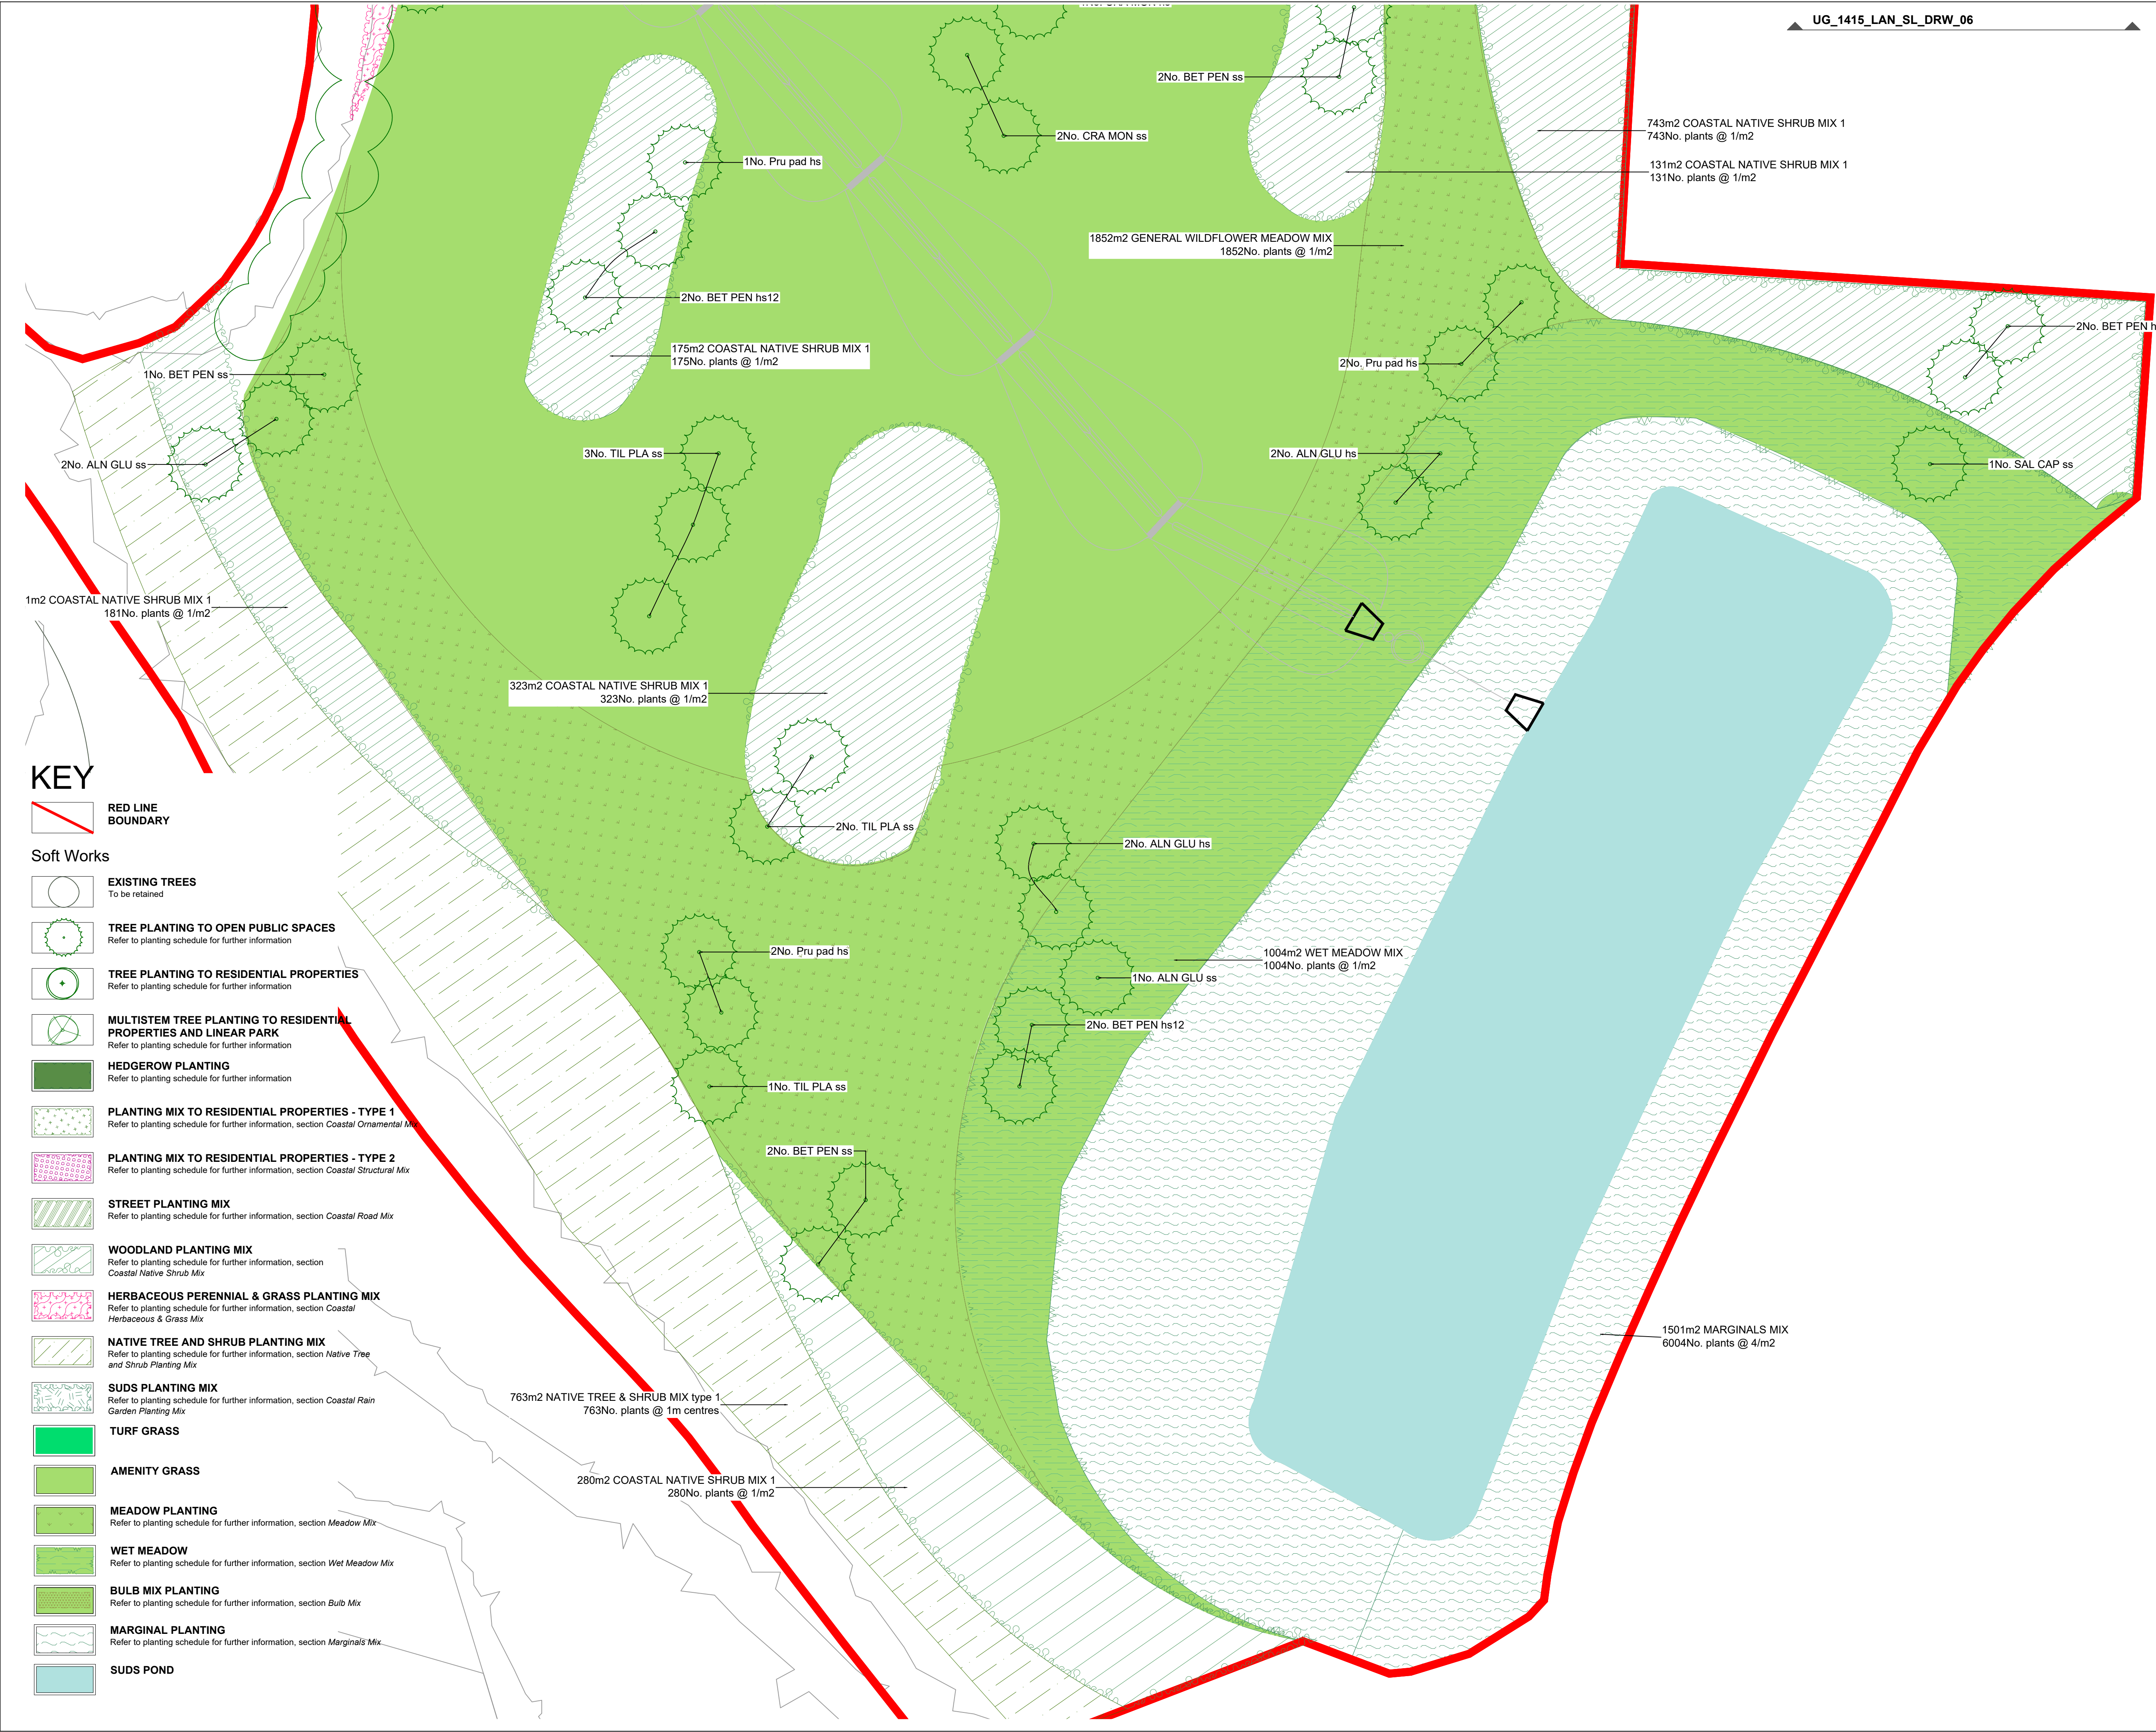 UG_1415_LAN_SL_DRW_06
2No. BET PEN ss
2No. CRA MON ss
743m2 COASTAL NATIVE SHRUB MIX 1
743No. plants @ 1/m2
1No. Pru pad hs
131m2 COASTAL NATIVE SHRUB MIX 1
131No. plants @ 1/m2
1852m2 GENERAL WILDFLOWER MEADOW MIX
1852No. plants @ 1/m2
2No. BET PEN hs12
2No. BET PEN h
175m2 COASTAL NATIVE SHRUB MIX 1
175No. plants @ 1/m2
2No. Pru pad hs
1No. BET PEN ss
3No. TIL PLA ss
2No. ALN GLU hs
2No. ALN GLU ss
1No. SAL CAP ss
1m2 COASTAL NATIVE SHRUB MIX 1
181No. plants @ 1/m2
323m2 COASTAL NATIVE SHRUB MIX 1
323No. plants @ 1/m2
2No. TIL PLA ss
2No. ALN GLU hs
2No. Pru pad hs
1004m2 WET MEADOW MIX
1004No. plants @ 1/m2
1No. ALN GLU ss
2No. BET PEN hs12
1No. TIL PLA ss
2No. BET PEN ss
1501m2 MARGINALS MIX
6004No. plants @ 4/m2
763m2 NATIVE TREE & SHRUB MIX type 1
763No. plants @ 1m centres
280m2 COASTAL NATIVE SHRUB MIX 1
280No. plants @ 1/m2
KEY
RED LINE
BOUNDARY
Soft Works
EXISTING TREES
To be retained
TREE PLANTING TO OPEN PUBLIC SPACES
Refer to planting schedule for further information
TREE PLANTING TO RESIDENTIAL PROPERTIES
Refer to planting schedule for further information
MULTISTEM TREE PLANTING TO RESIDENTIAL
PROPERTIES AND LINEAR PARK
Refer to planting schedule for further information
HEDGEROW PLANTING
Refer to planting schedule for further information
PLANTING MIX TO RESIDENTIAL PROPERTIES - TYPE 1
Refer to planting schedule for further information, section Coastal Ornamental Mix
PLANTING MIX TO RESIDENTIAL PROPERTIES - TYPE 2
Refer to planting schedule for further information, section Coastal Structural Mix
STREET PLANTING MIX
Refer to planting schedule for further information, section Coastal Road Mix
WOODLAND PLANTING MIX
Refer to planting schedule for further information, section
Coastal Native Shrub Mix
HERBACEOUS PERENNIAL & GRASS PLANTING MIX
Refer to planting schedule for further information, section Coastal
Herbaceous & Grass Mix
NATIVE TREE AND SHRUB PLANTING MIX
Refer to planting schedule for further information, section Native Tree
and Shrub Planting Mix
SUDS PLANTING MIX
Refer to planting schedule for further information, section Coastal Rain
Garden Planting Mix
TURF GRASS
AMENITY GRASS
MEADOW PLANTING
Refer to planting schedule for further information, section Meadow Mix
WET MEADOW
Refer to planting schedule for further information, section Wet Meadow Mix
BULB MIX PLANTING
Refer to planting schedule for further information, section Bulb Mix
MARGINAL PLANTING
Refer to planting schedule for further information, section Marginals Mix
SUDS POND